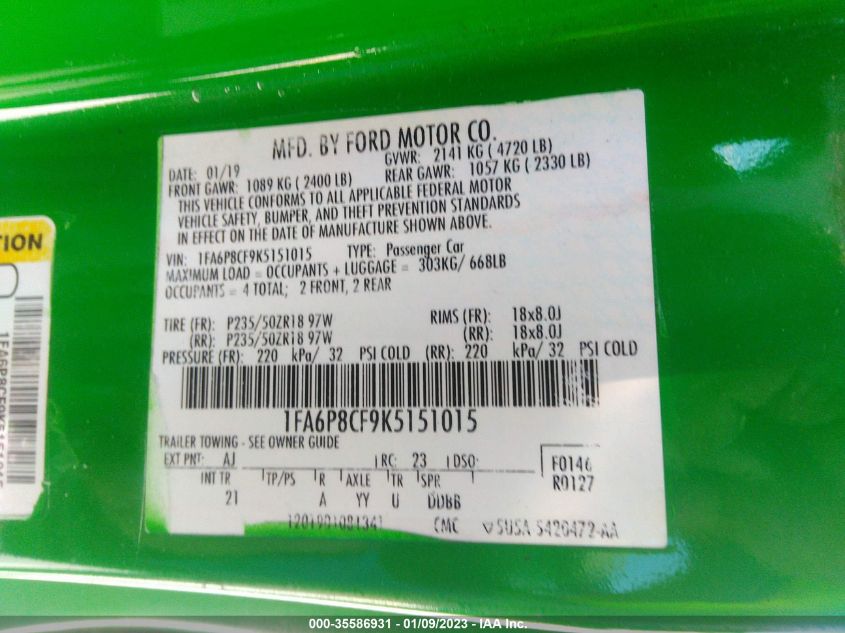 MFD. BY FORD MOTOR CO.
DATE: 01/19 GVWR: 2141 KG ( 4720 LB)
FRONT GAWR: 1089 KG ( 2400 LB) REAR GAWR: 1057 KG ( 2330 LB)
THIS VEHICLE CONFORMS TO ALL APPLICABLE FEDERAL MOTOR
VEHICLE SAFETY, BUMPER, AND THEFT PREVENTION STANDARDS
IN EFFECT ON THE DATE OF MANUFACTURE SHOWN ABOVE.
VIN: 1FA6P8CF9K5151015 TYPE: Passenger Car
MAXIMUM LOAD = OCCUPANTS + LUGGAGE = 303KG/ 668LB
OCCUPANTS = 4 TOTAL; 2 FRONT, 2 REAR
TIRE (FR): P235/50ZR18 97W RIMS (FR): 18x8.0J
(RR): P235/50ZR18 97W (RR): 18x8.0J
PRESSURE (FR): 220 kPa/ 32 PSI COLD (RR): 220 kPa/ 32 PSI COLD
1FA6P8CF9K5151015
TRAILER TOWING - SEE OWNER GUIDE
EXT PNT: AJ RC: 23 DSO: F0146
INT TR TP/PS R AXLE TR SPR R0127
21 A YY U DDBB
CMC 5U5A 5420472-AA
TION
1FA6P8CF9K5151015
000-35586931 - 01/09/2023 - IAA Inc.